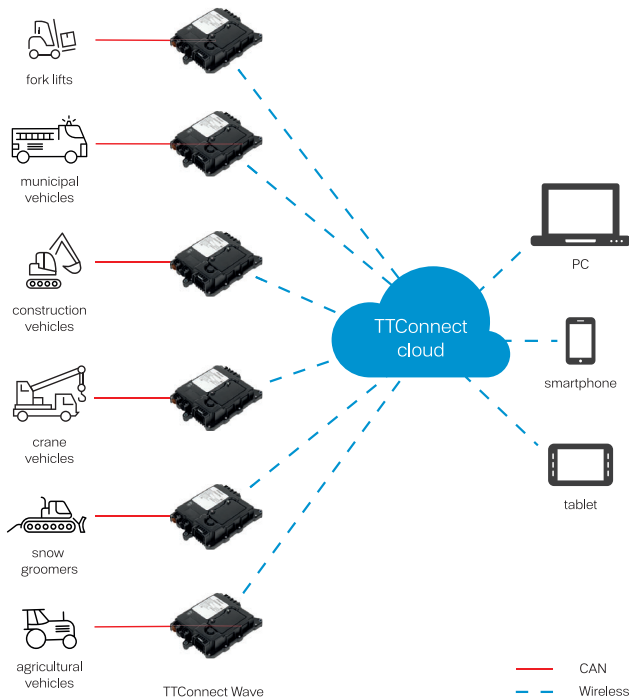 fork lifts
municipal
vehicles
construction
vehicles
crane
vehicles
snow
groomers
agricultural
vehicles
TTConnect Wave
TTConnect
cloud
PC
smartphone
tablet
CAN
Wireless